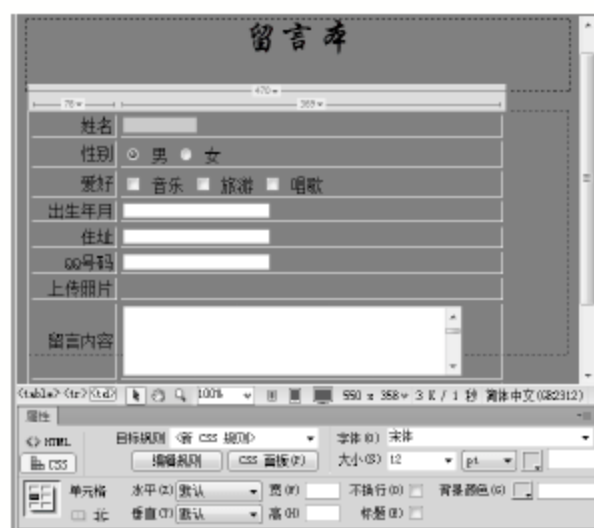 留言本
470
78 369
姓名
性别 男 女
爱好 音乐 旅游 唱歌
出生年月
住址
QQ号码
上传照片
留言内容
<table><tr><td> 100% 550 x 358 3 K / 1 秒 简体中文(GB2312)
属性
<> HTML 目标规则 <新 CSS 规则> 字体(O) 宋体
CSS 编辑规则 CSS 面板(P) 大小(S) 12 pt
单元格 水平(Z) 默认 宽(W) 不换行(O) 背景颜色(G)
垂直(T) 默认 高(H) 标题(E)